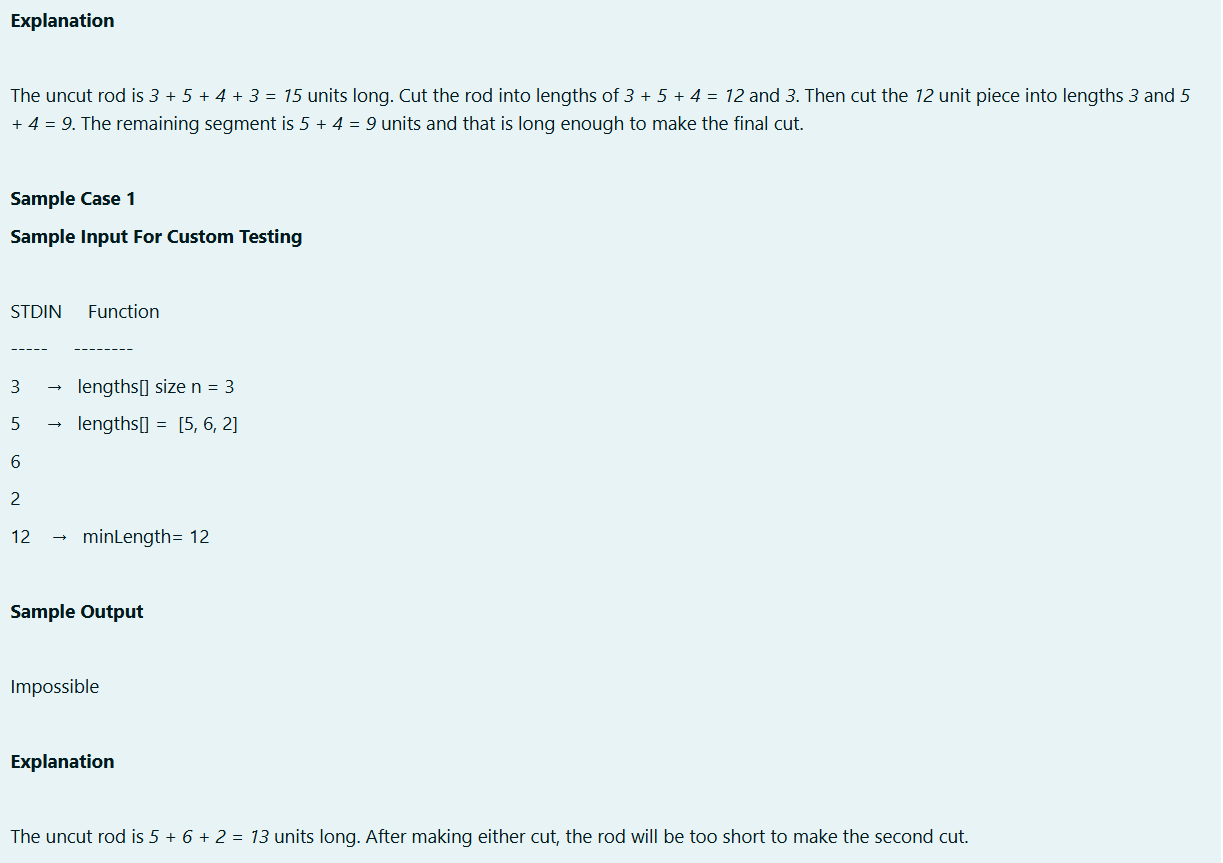 Explanation
The uncut rod is 3 + 5 + 4 + 3 = 15 units long. Cut the rod into lengths of 3 + 5 + 4 = 12 and 3. Then cut the 12 unit piece into lengths 3 and 5
+ 4 = 9. The remaining segment is 5 + 4 = 9 units and that is long enough to make the final cut.
Sample Case 1
Sample Input For Custom Testing
STDIN Function
----- --------
3 → lengths[] size n = 3
5 → lengths[] = [5, 6, 2]
6
2
12 → minLength= 12
Sample Output
Impossible
Explanation
The uncut rod is 5 + 6 + 2 = 13 units long. After making either cut, the rod will be too short to make the second cut.